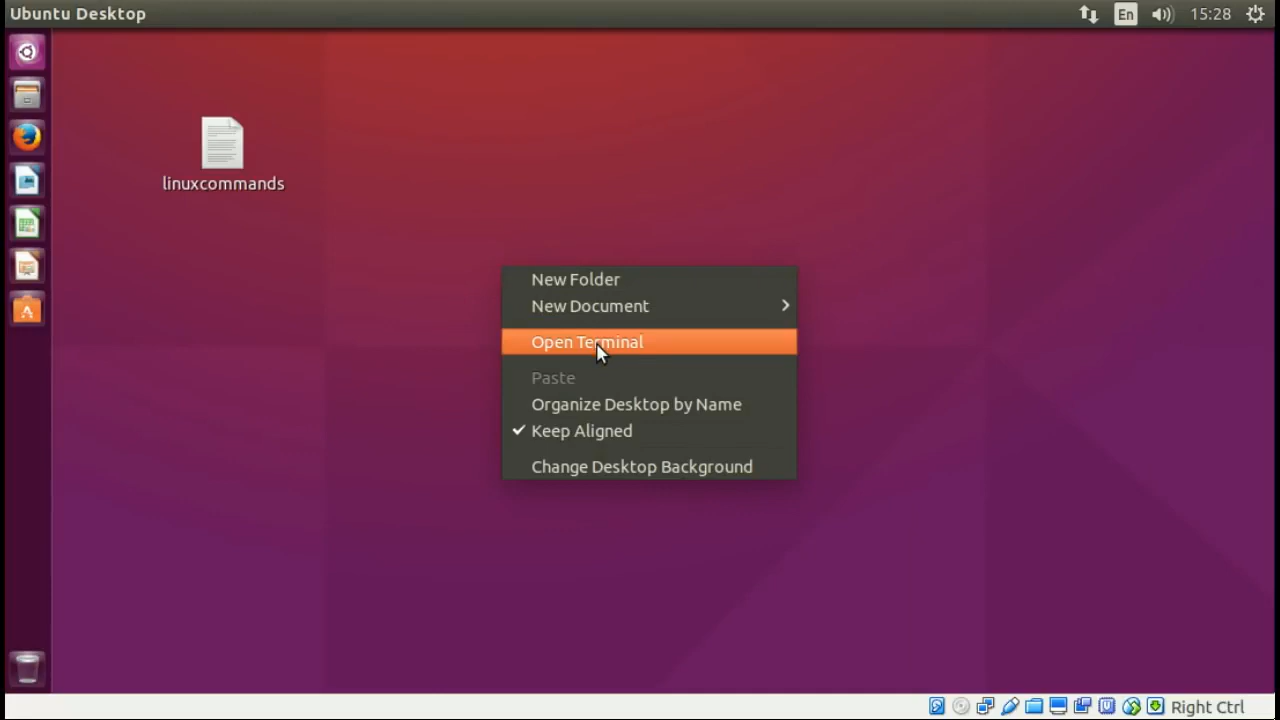 Ubuntu Desktop
En
15:28
linuxcommands
New Folder
New Document
Open Terminal
Paste
Organize Desktop by Name
Keep Aligned
Change Desktop Background
Right Ctrl